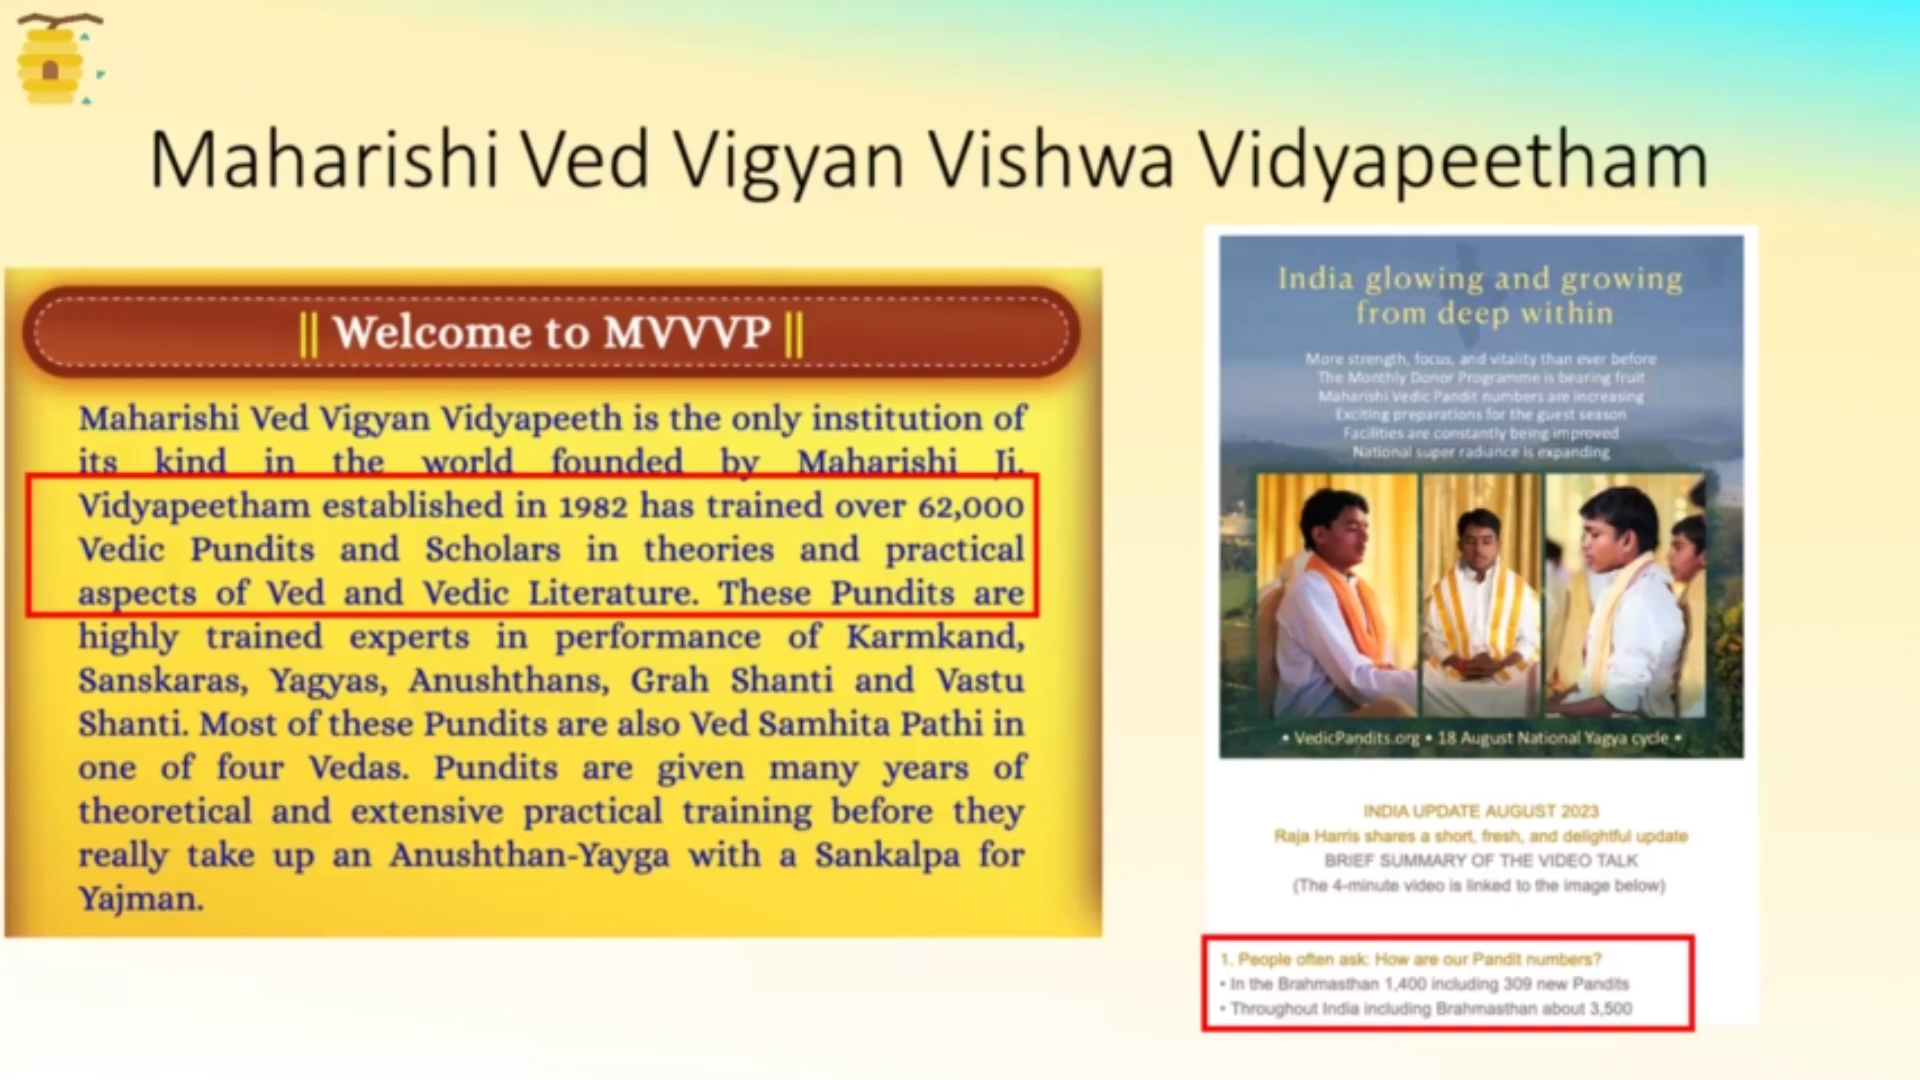 Maharishi Ved Vigyan Vishwa Vidyapeetham
|| Welcome to MVVVP ||
Maharishi Ved Vigyan Vidyapeeth is the only institution of
its kind in the world founded by Maharishi Ji.
Vidyapeetham established in 1982 has trained over 62,000
Vedic Pundits and Scholars in theories and practical
aspects of Ved and Vedic Literature. These Pundits are
highly trained experts in performance of Karmkand,
Sanskaras, Yagyas, Anushthans, Grah Shanti and Vastu
Shanti. Most of these Pundits are also Ved Samhita Pathi in
one of four Vedas. Pundits are given many years of
theoretical and extensive practical training before they
really take up an Anushthan-Yayga with a Sankalpa for
Yajman.
India glowing and growing
from deep within
More strength, focus, and vitality than ever before
The Monthly Donor Programme is bearing fruit
Maharishi Vedic Pandit numbers are increasing
Exciting preparations for the guest season
Facilities are constantly being improved
National super radiance is expanding
• VedicPandits.org • 18 August National Yagya cycle •
INDIA UPDATE AUGUST 2023
Raja Harris shares a short, fresh, and delightful update
BRIEF SUMMARY OF THE VIDEO TALK
(The 4-minute video is linked to the image below)
1. People often ask: How are our Pandit numbers?
• In the Brahmasthan 1,400 including 309 new Pandits
• Throughout India including Brahmasthan about 3,500